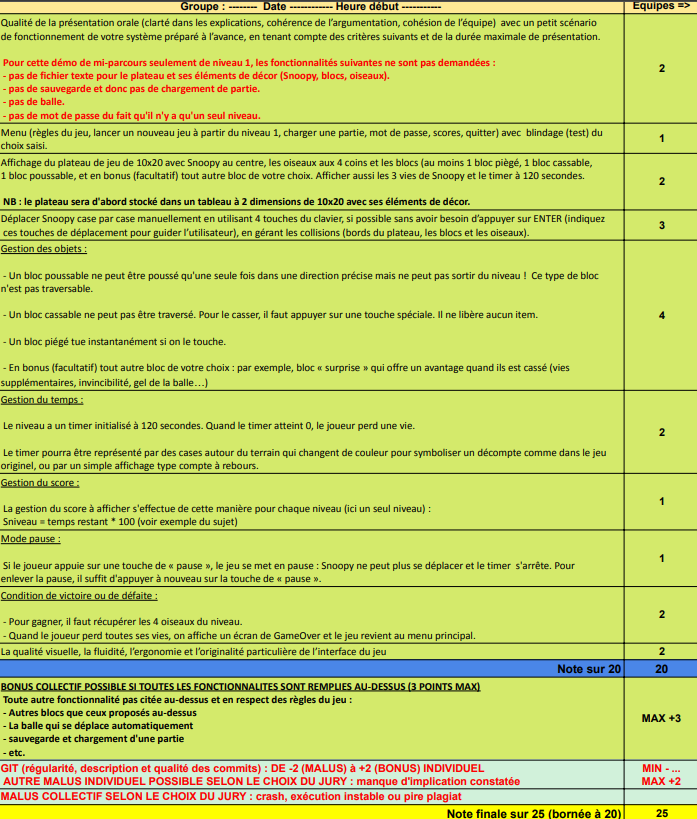 Groupe : -------- Date ------------ Heure début ----------- Equipes =>
Qualité de la présentation orale (clarté dans les explications, cohérence de l'argumentation, cohésion de l'équipe) avec un petit scénario
de fonctionnement de votre système préparé à l'avance, en tenant compte des critères suivants et de la durée maximale de présentation.
Pour cette démo de mi-parcours seulement de niveau 1, les fonctionnalités suivantes ne sont pas demandées :
- pas de fichier texte pour le plateau et ses éléments de décor (Snoopy, blocs, oiseaux).
- pas de sauvegarde et donc pas de chargement de partie.
- pas de balle.
- pas de mot de passe du fait qu'il n'y a qu'un seul niveau.
2
Menu (règles du jeu, lancer un nouveau jeu à partir du niveau 1, charger une partie, mot de passe, scores, quitter) avec blindage (test) du
choix saisi.
1
Affichage du plateau de jeu de 10x20 avec Snoopy au centre, les oiseaux aux 4 coins et les blocs (au moins 1 bloc piégé, 1 bloc cassable,
1 bloc poussable, et en bonus (facultatif) tout autre bloc de votre choix. Afficher aussi les 3 vies de Snoopy et le timer à 120 secondes.
NB : le plateau sera d'abord stocké dans un tableau à 2 dimensions de 10x20 avec ses éléments de décor.
2
Déplacer Snoopy case par case manuellement en utilisant 4 touches du clavier, si possible sans avoir besoin d'appuyer sur ENTER (indiquez
ces touches de déplacement pour guider l'utilisateur), en gérant les collisions (bords du plateau, les blocs et les oiseaux).
3
Gestion des objets :
- Un bloc poussable ne peut être poussé qu'une seule fois dans une direction précise mais ne peut pas sortir du niveau ! Ce type de bloc
n'est pas traversable.
- Un bloc cassable ne peut pas être traversé. Pour le casser, il faut appuyer sur une touche spéciale. Il ne libère aucun item.
- Un bloc piégé tue instantanément si on le touche.
- En bonus (facultatif) tout autre bloc de votre choix : par exemple, bloc « surprise » qui offre un avantage quand ils est cassé (vies
supplémentaires, invincibilité, gel de la balle…)
4
Gestion du temps :
Le niveau a un timer initialisé à 120 secondes. Quand le timer atteint 0, le joueur perd une vie.
Le timer pourra être représenté par des cases autour du terrain qui changent de couleur pour symboliser un décompte comme dans le jeu
originel, ou par un simple affichage type compte à rebours.
2
Gestion du score :
La gestion du score à afficher s'effectue de cette manière pour chaque niveau (ici un seul niveau) :
Sniveau = temps restant * 100 (voir exemple du sujet)
1
Mode pause :
Si le joueur appuie sur une touche de « pause », le jeu se met en pause : Snoopy ne peut plus se déplacer et le timer s'arrête. Pour
enlever la pause, il suffit d'appuyer à nouveau sur la touche de « pause ».
1
Condition de victoire ou de défaite :
- Pour gagner, il faut récupérer les 4 oiseaux du niveau.
- Quand le joueur perd toutes ses vies, on affiche un écran de GameOver et le jeu revient au menu principal.
2
La qualité visuelle, la fluidité, l'ergonomie et l'originalité particulière de l'interface du jeu 2
Note sur 20 20
BONUS COLLECTIF POSSIBLE SI TOUTES LES FONCTIONNALITES SONT REMPLIES AU-DESSUS (3 POINTS MAX)
Toute autre fonctionnalité pas citée au-dessus et en respect des règles du jeu :
- Autres blocs que ceux proposés au-dessus
- La balle qui se déplace automatiquement
- sauvegarde et chargement d'une partie
- etc.
MAX +3
GIT (régularité, description et qualité des commits) : DE -2 (MALUS) à +2 (BONUS) INDIVIDUEL MIN - ...
AUTRE MALUS INDIVIDUEL POSSIBLE SELON LE CHOIX DU JURY : manque d'implication constatée MAX +2
MALUS COLLECTIF SELON LE CHOIX DU JURY : crash, exécution instable ou pire plagiat
Note finale sur 25 (bornée à 20) 25